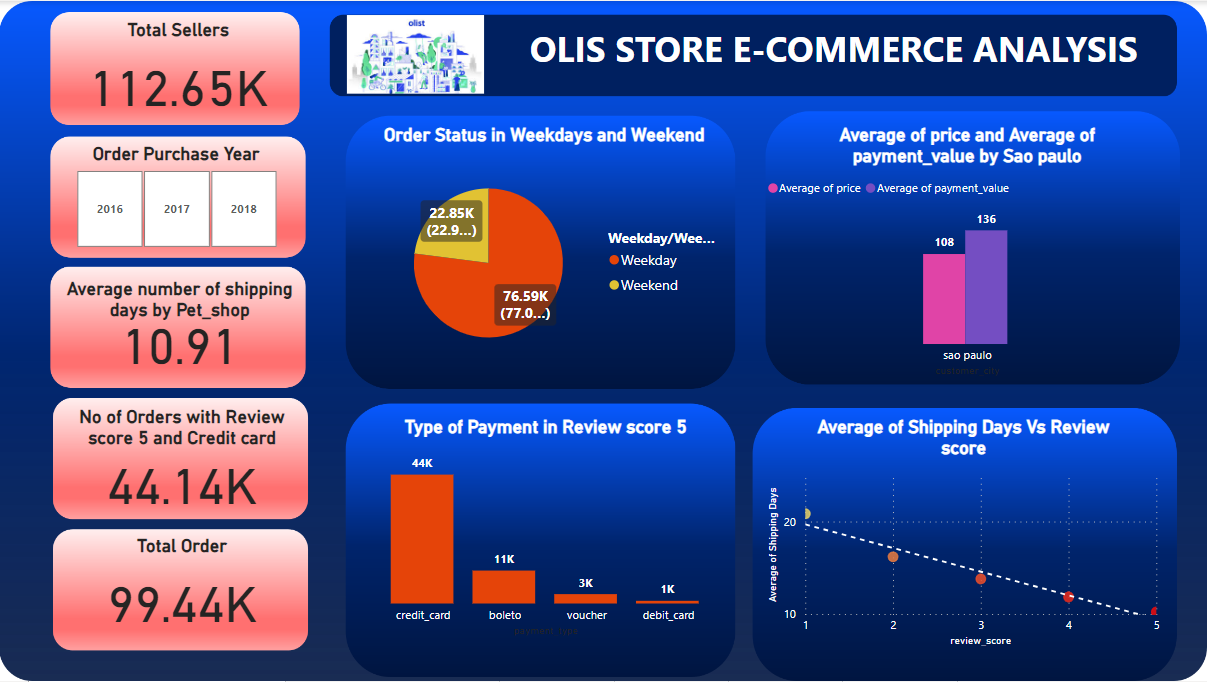 Total Sellers
112.65K
Order Purchase Year
2016
2017
2018
Average number of shipping
days by Pet_shop
10.91
No of Orders with Review
score 5 and Credit card
44.14K
Total Order
99.44K
olist
OLIS STORE E-COMMERCE ANALYSIS
Order Status in Weekdays and Weekend
22.85K
(22.9...)
76.59K
(77.0...)
Weekday/Wee...
Weekday
Weekend
Average of price and Average of
payment_value by Sao paulo
Average of price
Average of payment_value
108
136
sao paulo
customer_city
Type of Payment in Review score 5
44K
11K
3K
1K
credit_card
boleto
voucher
debit_card
payment_type
Average of Shipping Days Vs Review
score
Average of Shipping Days
20
10
1
2
3
4
5
review_score